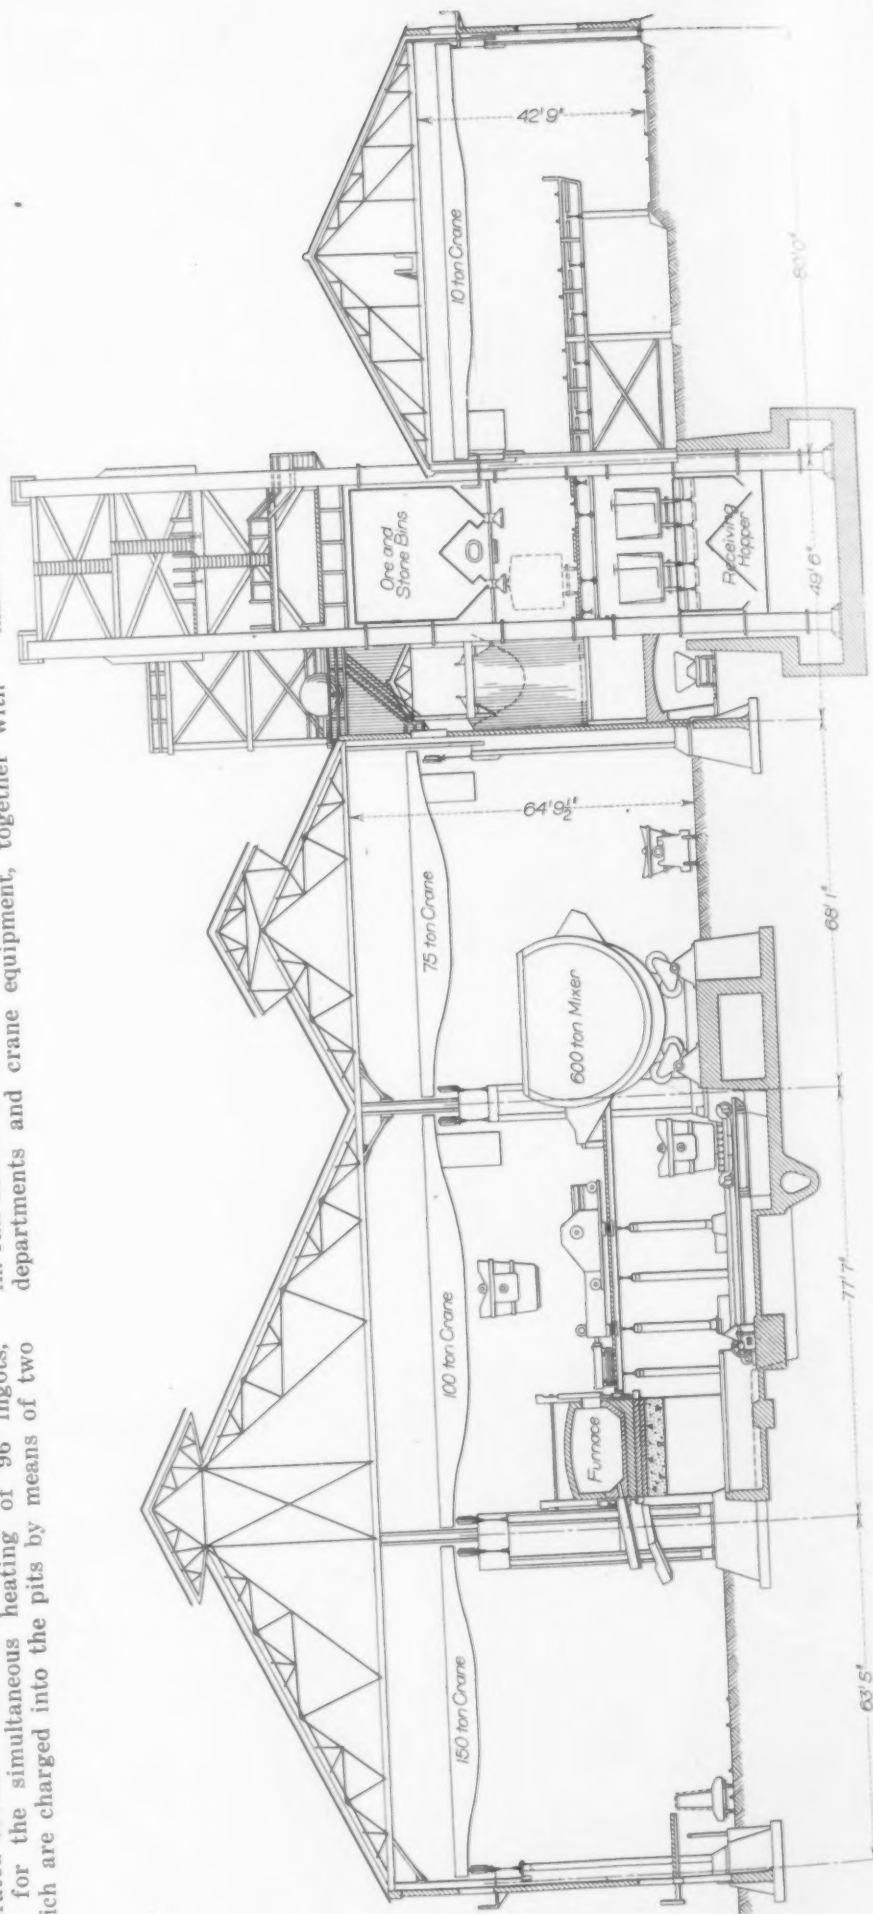 for the simultaneous heating of 96 ingots,
are charged into the pits by means of two
departments and crane equipment, together with
150 ton Crane
100 ton Crane
75 ton Crane
10 ton Crane
Furnace
600 ton Mixer
Ore and
Stone Bins
Receiving
Hopper
64' 9½"
42' 9"
63' 5"
77' 7"
68' 1"
49' 6"
80' 0"